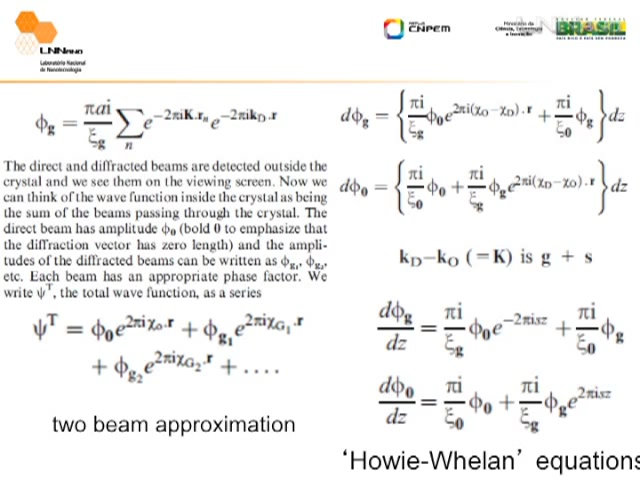 LNNano
Laboratório Nacional
de Nanotecnologia
CNPEM
Ministério da
Ciência, Tecnologia
e Inovação
BRASIL
ϕg = πai/ξg Σn e^−2πiK·rn e^−2πikD·r
The direct and diffracted beams are detected outside the
crystal and we see them on the viewing screen. Now we
can think of the wave function inside the crystal as being
the sum of the beams passing through the crystal. The
direct beam has amplitude ϕ0 (bold 0 to emphasize that
the diffraction vector has zero length) and the ampli-
tudes of the diffracted beams can be written as ϕg1, ϕg2,
etc. Each beam has an appropriate phase factor. We
write ψT, the total wave function, as a series
ψT = ϕ0e^2πiχ0·r + ϕg1e^2πiχG1·r
+ ϕg2e^2πiχG2·r + ....
two beam approximation
dϕg = {πi/ξg ϕ0e^2πi(χO−χD)·r + πi/ξ0 ϕg}dz
dϕ0 = {πi/ξ0 ϕ0 + πi/ξg ϕge^2πi(χD−χO)·r}dz
kD−kO (=K) is g + s
dϕg/dz = πi/ξg ϕ0e^−2πisz + πi/ξ0 ϕg
dϕ0/dz = πi/ξ0 ϕ0 + πi/ξg ϕge^2πisz
‘Howie-Whelan’ equations